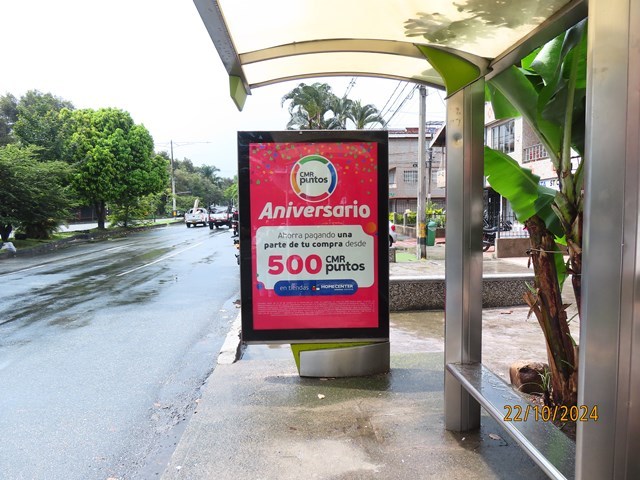 CMR
puntos
Aniversario
Ahorra pagando una
parte de tu compra desde
500 CMR puntos
en tiendas HOMECENTER
22/10/2024